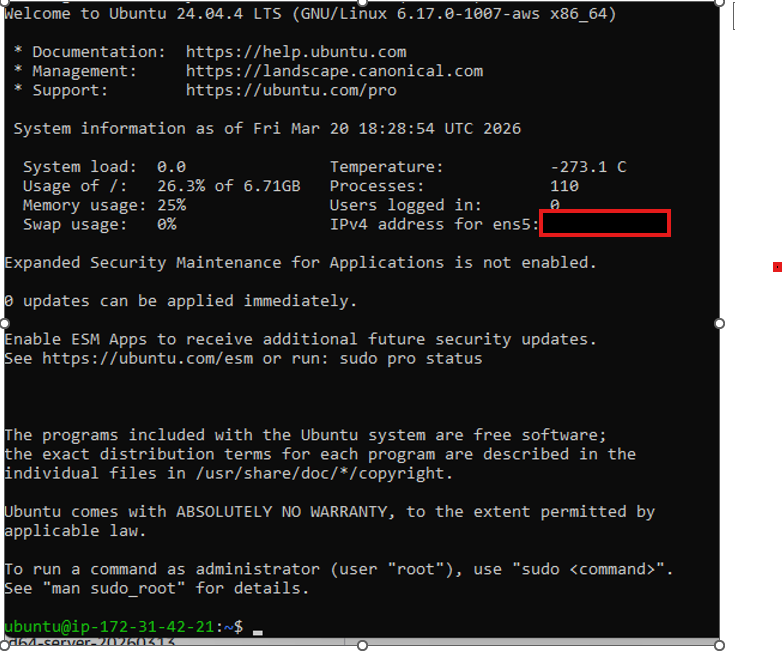 Welcome to Ubuntu 24.04.4 LTS (GNU/Linux 6.17.0-1007-aws x86_64)
* Documentation: https://help.ubuntu.com
* Management: https://landscape.canonical.com
* Support: https://ubuntu.com/pro
System information as of Fri Mar 20 18:28:54 UTC 2026
System load: 0.0 Temperature: -273.1 C
Usage of /: 26.3% of 6.71GB Processes: 110
Memory usage: 25% Users logged in: 0
Swap usage: 0% IPv4 address for ens5:
Expanded Security Maintenance for Applications is not enabled.
0 updates can be applied immediately.
Enable ESM Apps to receive additional future security updates.
See https://ubuntu.com/esm or run: sudo pro status
The programs included with the Ubuntu system are free software;
the exact distribution terms for each program are described in the
individual files in /usr/share/doc/*/copyright.
Ubuntu comes with ABSOLUTELY NO WARRANTY, to the extent permitted by
applicable law.
To run a command as administrator (user "root"), use "sudo <command>".
See "man sudo_root" for details.
ubuntu@ip-172-31-42-21:~$
d64-server-20260313